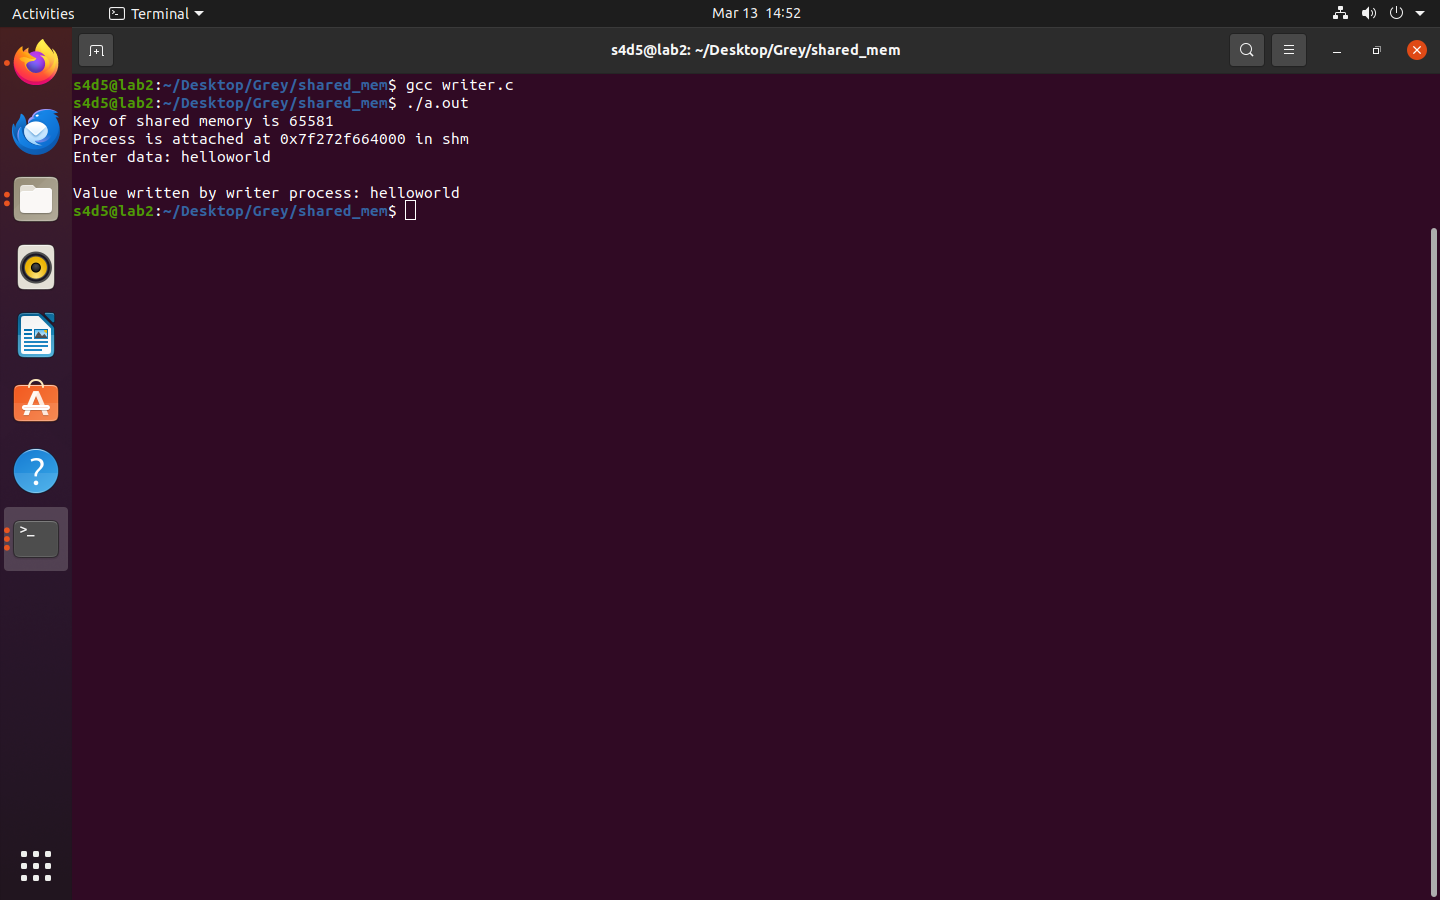 Activities Terminal Mar 13 14:52
s4d5@lab2: ~/Desktop/Grey/shared_mem
s4d5@lab2:~/Desktop/Grey/shared_mem$ gcc writer.c
s4d5@lab2:~/Desktop/Grey/shared_mem$ ./a.out
Key of shared memory is 65581
Process is attached at 0x7f272f664000 in shm
Enter data: helloworld
Value written by writer process: helloworld
s4d5@lab2:~/Desktop/Grey/shared_mem$